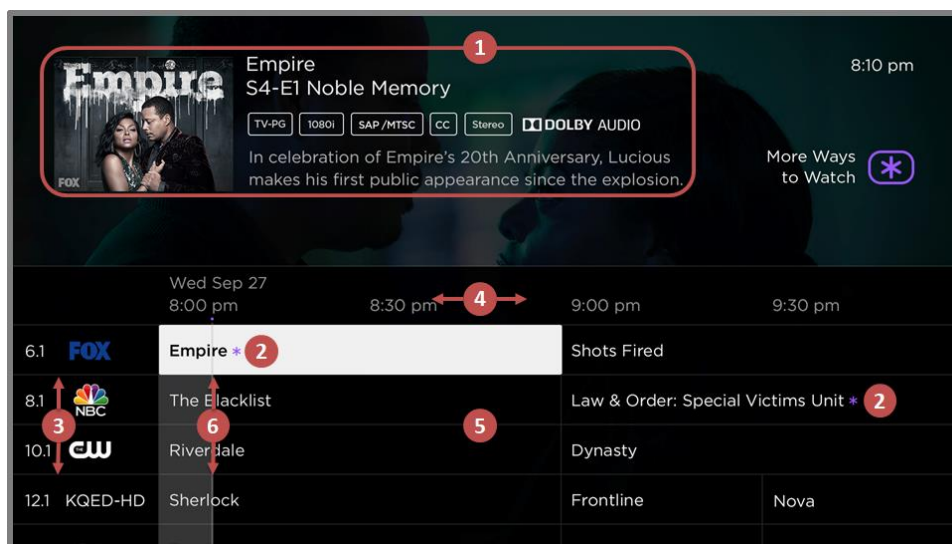 1
Empire
Empire
S4-E1 Noble Memory
8:10 pm
TV-PG 1080i SAP/MTSC CC Stereo DOLBY AUDIO
In celebration of Empire's 20th Anniversary, Lucious
makes his first public appearance since the explosion.
FOX
More Ways
to Watch *
Wed Sep 27
8:00 pm 8:30 pm 4 9:00 pm 9:30 pm
6.1 FOX Empire * 2 Shots Fired
8.1 NBC The Blacklist Law & Order: Special Victims Unit * 2
3 6 5
10.1 CW Riverdale Dynasty
12.1 KQED-HD Sherlock Frontline Nova